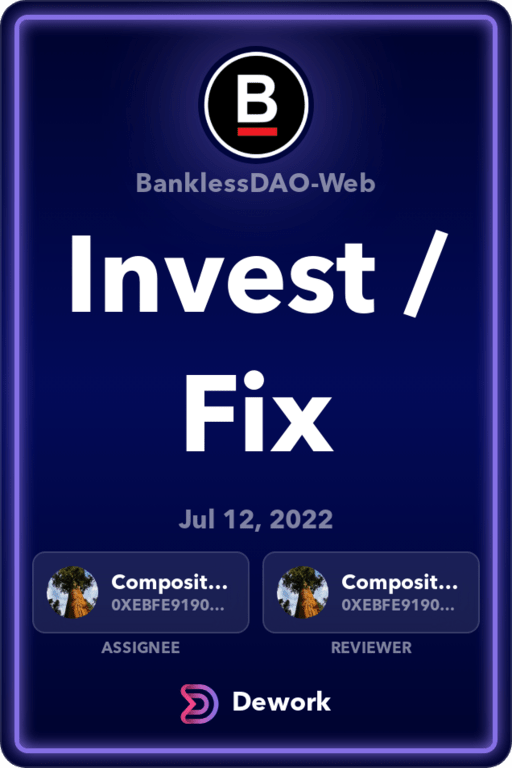 B
BanklessDAO-Web
Invest /
Fix
Jul 12, 2022
Composit... Composit...
0XEBFE9190... 0XEBFE9190...
ASSIGNEE REVIEWER
Dework